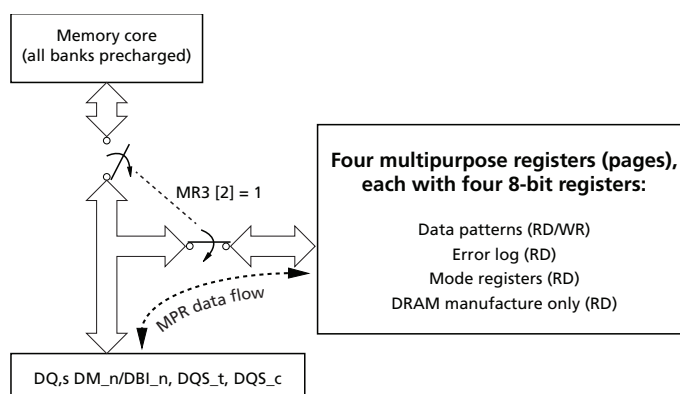 Memory core
(all banks precharged)
Four multipurpose registers (pages),
each with four 8-bit registers:
MR3 [2] = 1
Data patterns (RD/WR)
Error log (RD)
Mode registers (RD)
DRAM manufacture only (RD)
MPR data flow
DQ,s DM_n/DBI_n, DQS_t, DQS_c